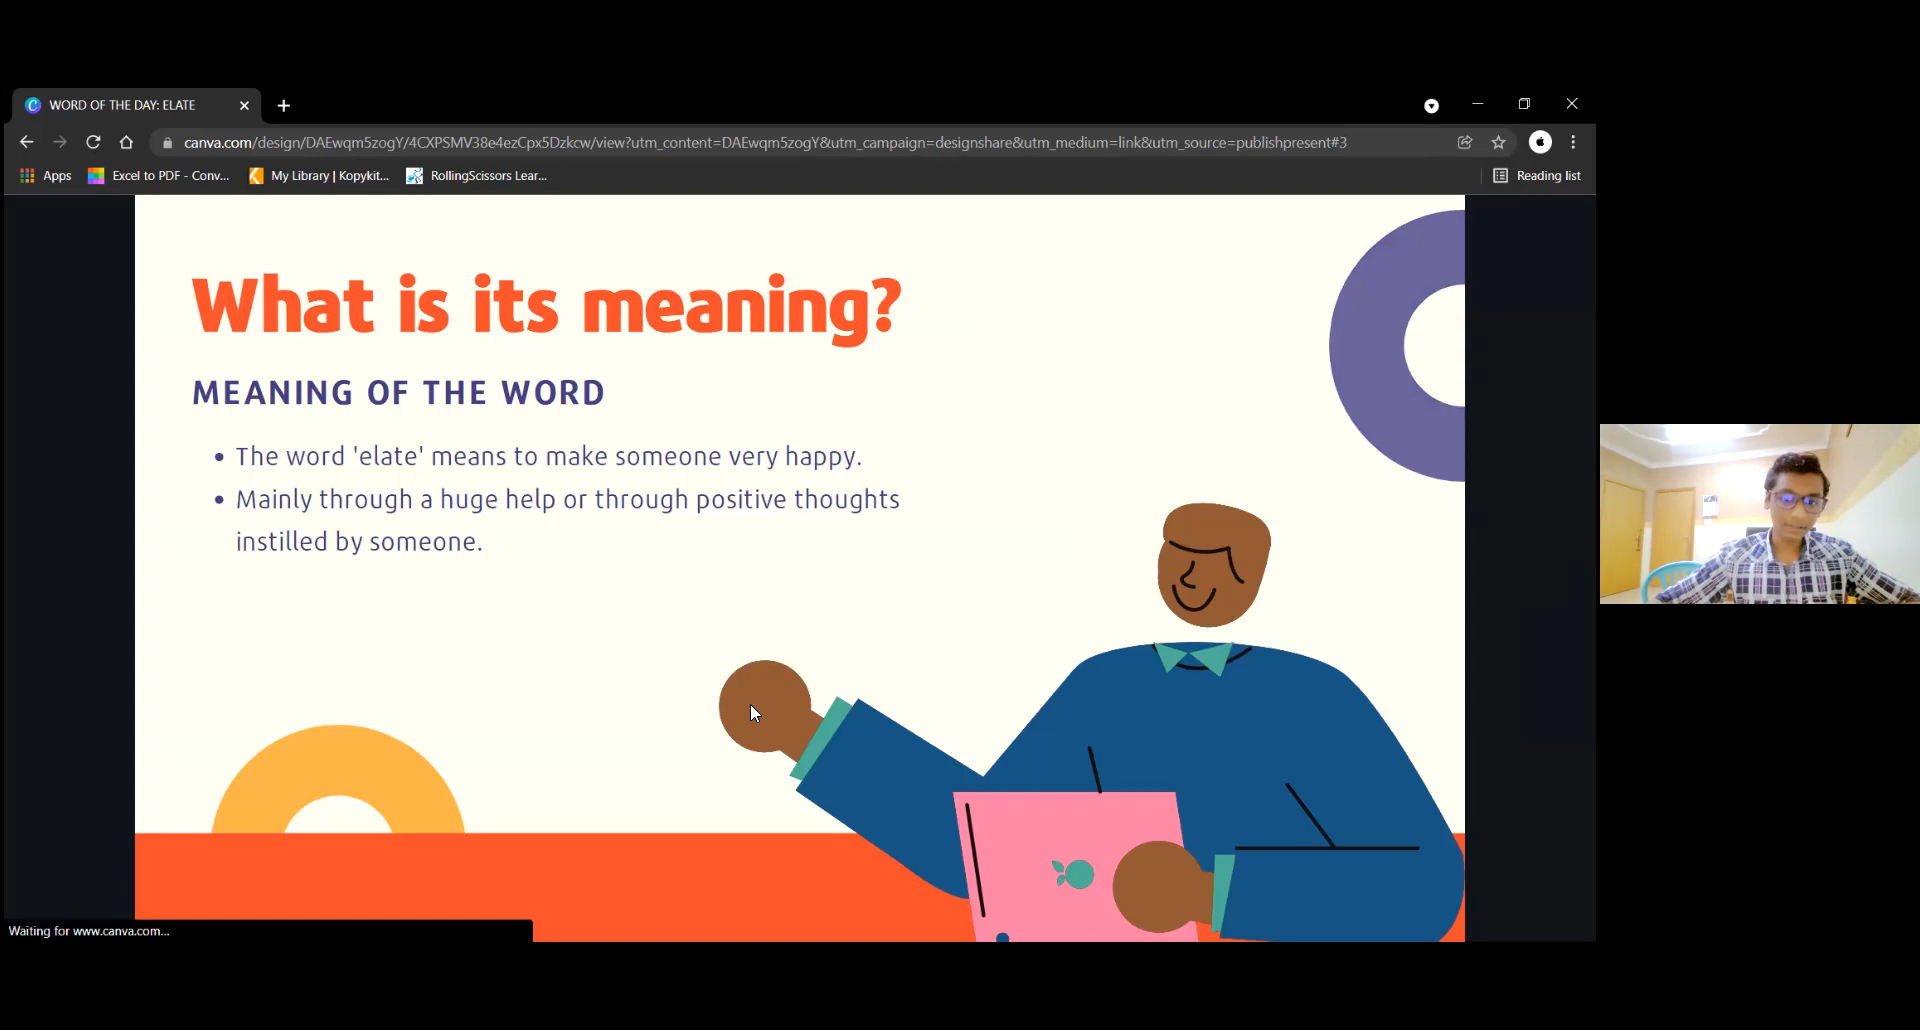 WORD OF THE DAY: ELATE
canva.com/design/DAEwqm5zogY/4CXPSMV38e4ezCpx5Dzkcw/view?utm_content=DAEwqm5zogY&utm_campaign=designshare&utm_medium=link&utm_source=publishpresent#3
Apps
Excel to PDF - Conv...
My Library | Kopykit...
RollingScissors Lear...
Reading list
What is its meaning?
MEANING OF THE WORD
• The word 'elate' means to make someone very happy.
• Mainly through a huge help or through positive thoughts
instilled by someone.
Waiting for www.canva.com...